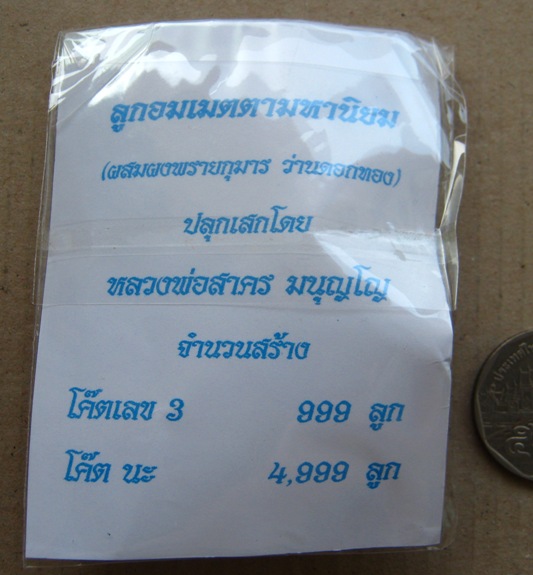 ลูกอมเมตตามหานิยม
(ผสมผงพรายกุมาร ว่านดอกทอง)
ปลุกเสกโดย
หลวงพ่อสาคร มนุญโญ
จำนวนสร้าง
โค๊ตเลข 3 999 ลูก
โค๊ต นะ 4,999 ลูก